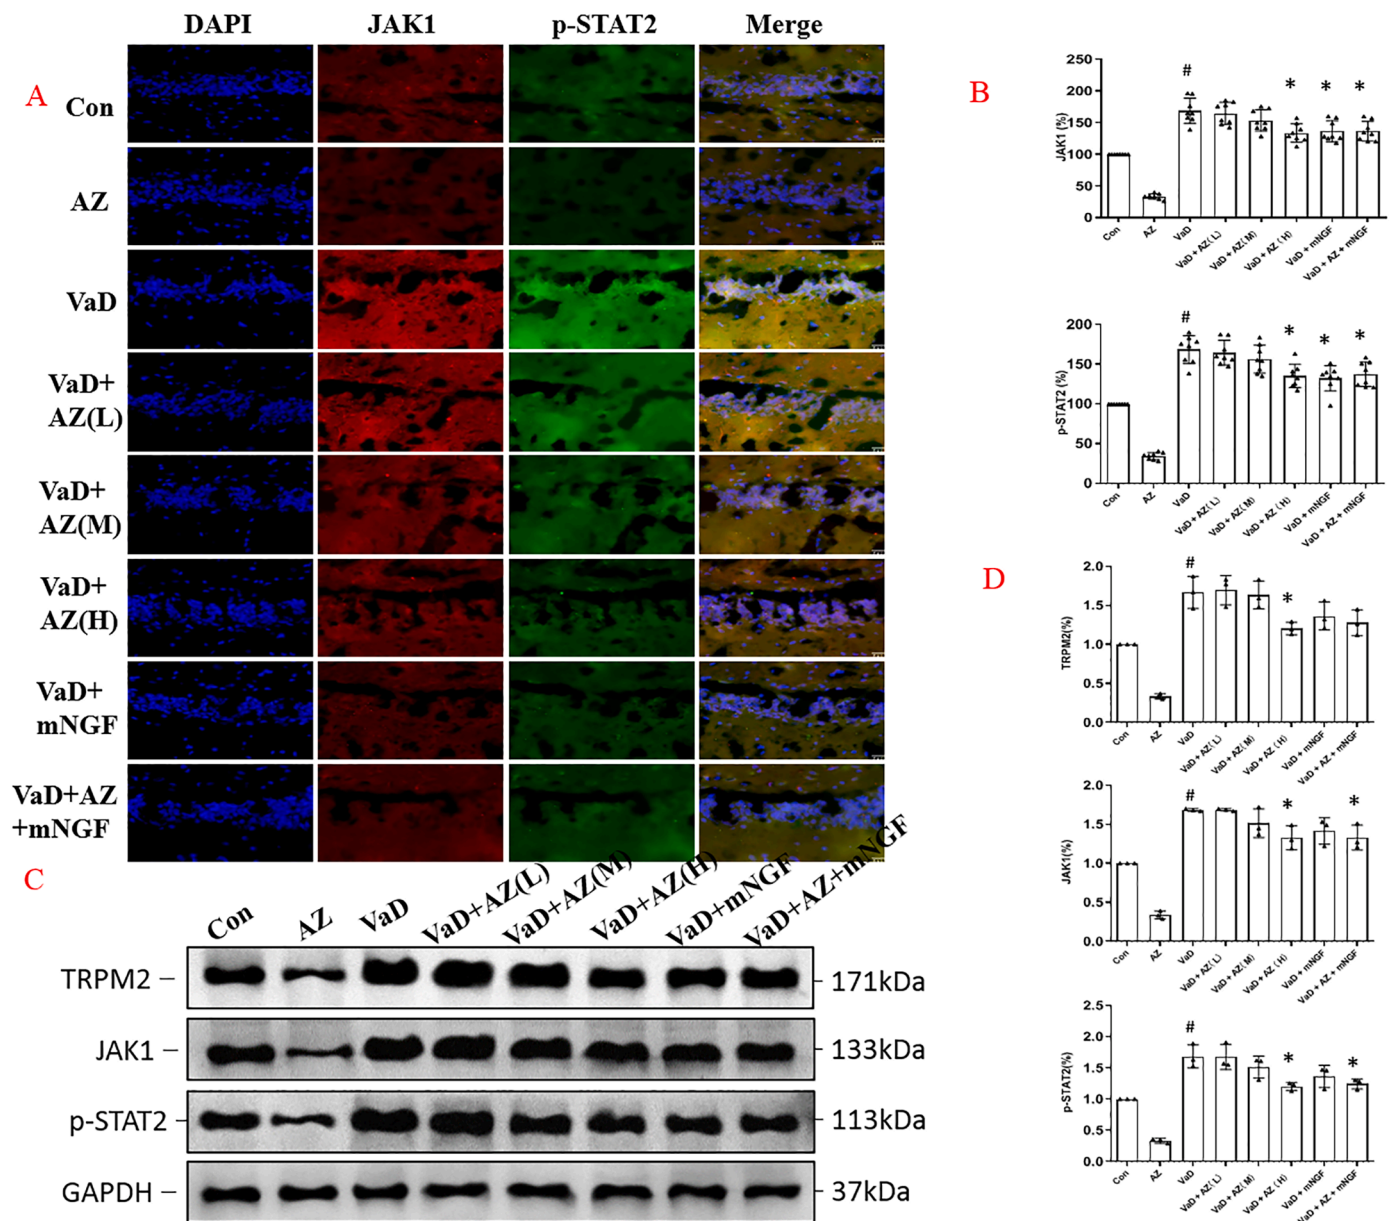 DAPI JAK1 p-STAT2 Merge
A
Con
AZ
VaD
VaD+
AZ(L)
VaD+
AZ(M)
VaD+
AZ(H)
VaD+
mNGF
VaD+AZ
+mNGF
B
250
200
150
100
50
0
JAK1 (%)
#
*
*
*
Con
AZ
VaD
VaD+AZ(L)
VaD+AZ(M)
VaD+AZ(H)
VaD+mNGF
VaD+AZ+mNGF
200
150
100
50
0
p-STAT2 (%)
#
*
*
*
Con
AZ
VaD
VaD+AZ(L)
VaD+AZ(M)
VaD+AZ(H)
VaD+mNGF
VaD+AZ+mNGF
C
Con
AZ
VaD
VaD+AZ(L)
VaD+AZ(M)
VaD+AZ(H)
VaD+mNGF
VaD+AZ+mNGF
TRPM2 – - 171kDa
JAK1 – - 133kDa
p-STAT2 – - 113kDa
GAPDH – - 37kDa
D
2.0
1.5
1.0
0.5
0.0
TRPM2(%)
#
*
Con
AZ
VaD
VaD+AZ(L)
VaD+AZ(M)
VaD+AZ(H)
VaD+mNGF
VaD+AZ+mNGF
2.0
1.5
1.0
0.5
0.0
JAK1(%)
#
*
*
Con
AZ
VaD
VaD+AZ(L)
VaD+AZ(M)
VaD+AZ(H)
VaD+mNGF
VaD+AZ+mNGF
2.5
2.0
1.5
1.0
0.5
0.0
p-STAT2(%)
#
*
*
Con
AZ
VaD
VaD+AZ(L)
VaD+AZ(M)
VaD+AZ(H)
VaD+mNGF
VaD+AZ+mNGF